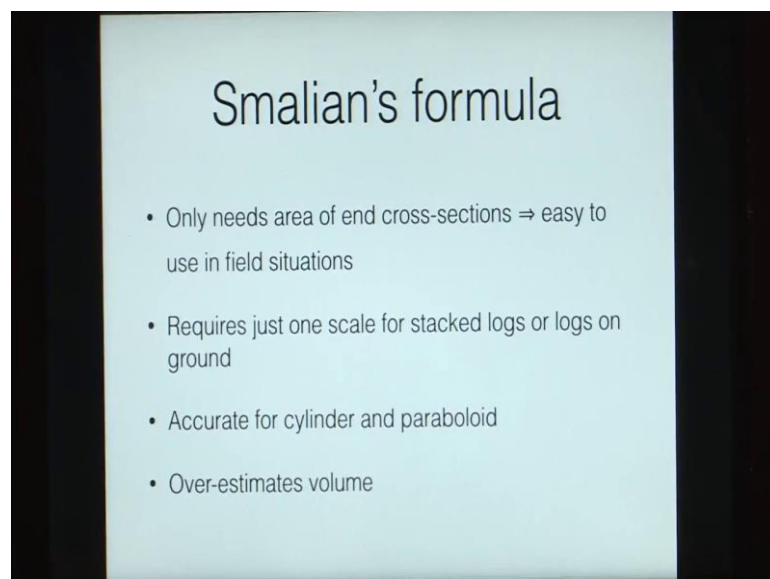 Smalian's formula
• Only needs area of end cross-sections ⇒ easy to
use in field situations
• Requires just one scale for stacked logs or logs on
ground
• Accurate for cylinder and paraboloid
• Over-estimates volume